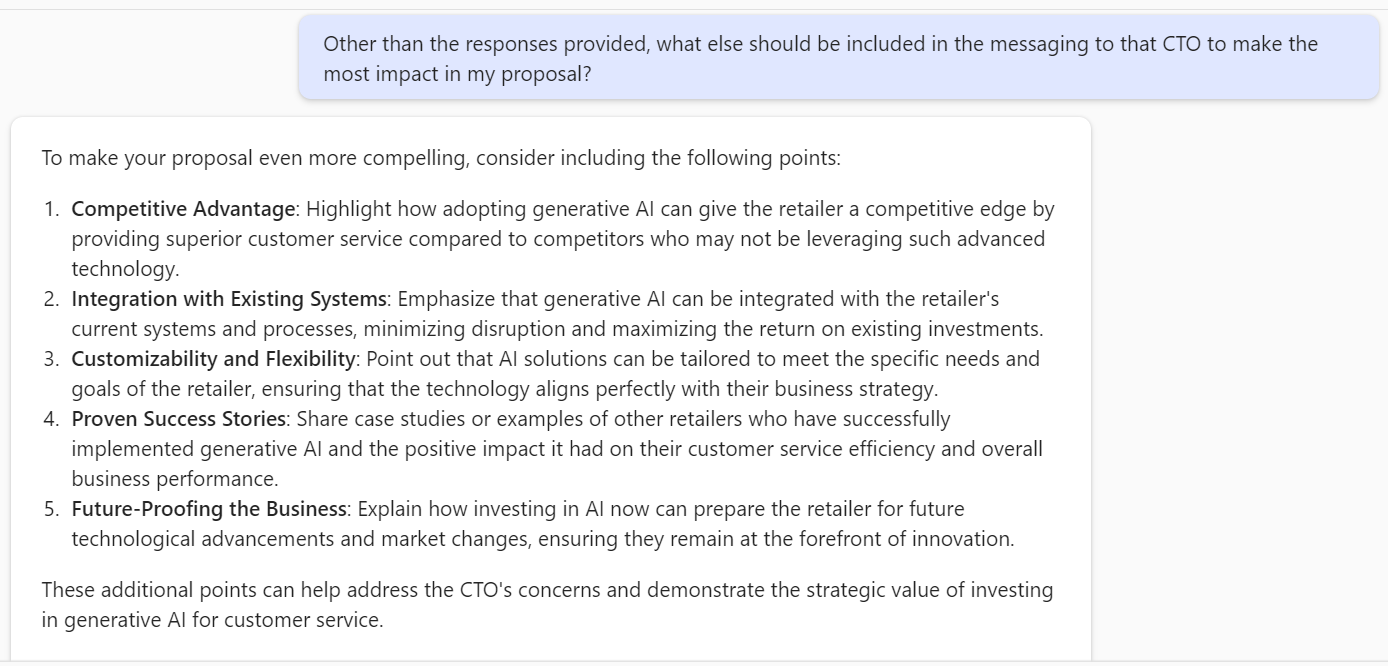 Other than the responses provided, what else should be included in the messaging to that CTO to make the
most impact in my proposal?
To make your proposal even more compelling, consider including the following points:
1. Competitive Advantage: Highlight how adopting generative AI can give the retailer a competitive edge by
providing superior customer service compared to competitors who may not be leveraging such advanced
technology.
2. Integration with Existing Systems: Emphasize that generative AI can be integrated with the retailer's
current systems and processes, minimizing disruption and maximizing the return on existing investments.
3. Customizability and Flexibility: Point out that AI solutions can be tailored to meet the specific needs and
goals of the retailer, ensuring that the technology aligns perfectly with their business strategy.
4. Proven Success Stories: Share case studies or examples of other retailers who have successfully
implemented generative AI and the positive impact it had on their customer service efficiency and overall
business performance.
5. Future-Proofing the Business: Explain how investing in AI now can prepare the retailer for future
technological advancements and market changes, ensuring they remain at the forefront of innovation.
These additional points can help address the CTO's concerns and demonstrate the strategic value of investing
in generative AI for customer service.